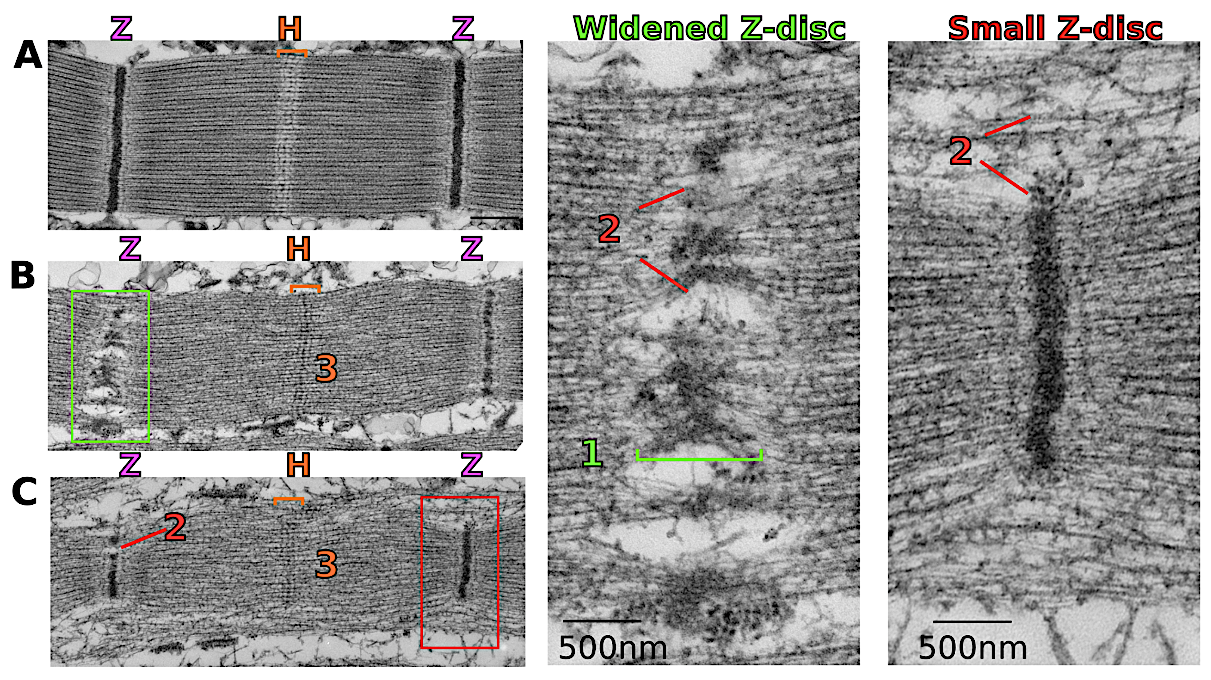 Z H Z
A
Z H Z
B
3
Z H Z
C
2
3
Widened Z-disc
2
1
500nm
Small Z-disc
2
500nm